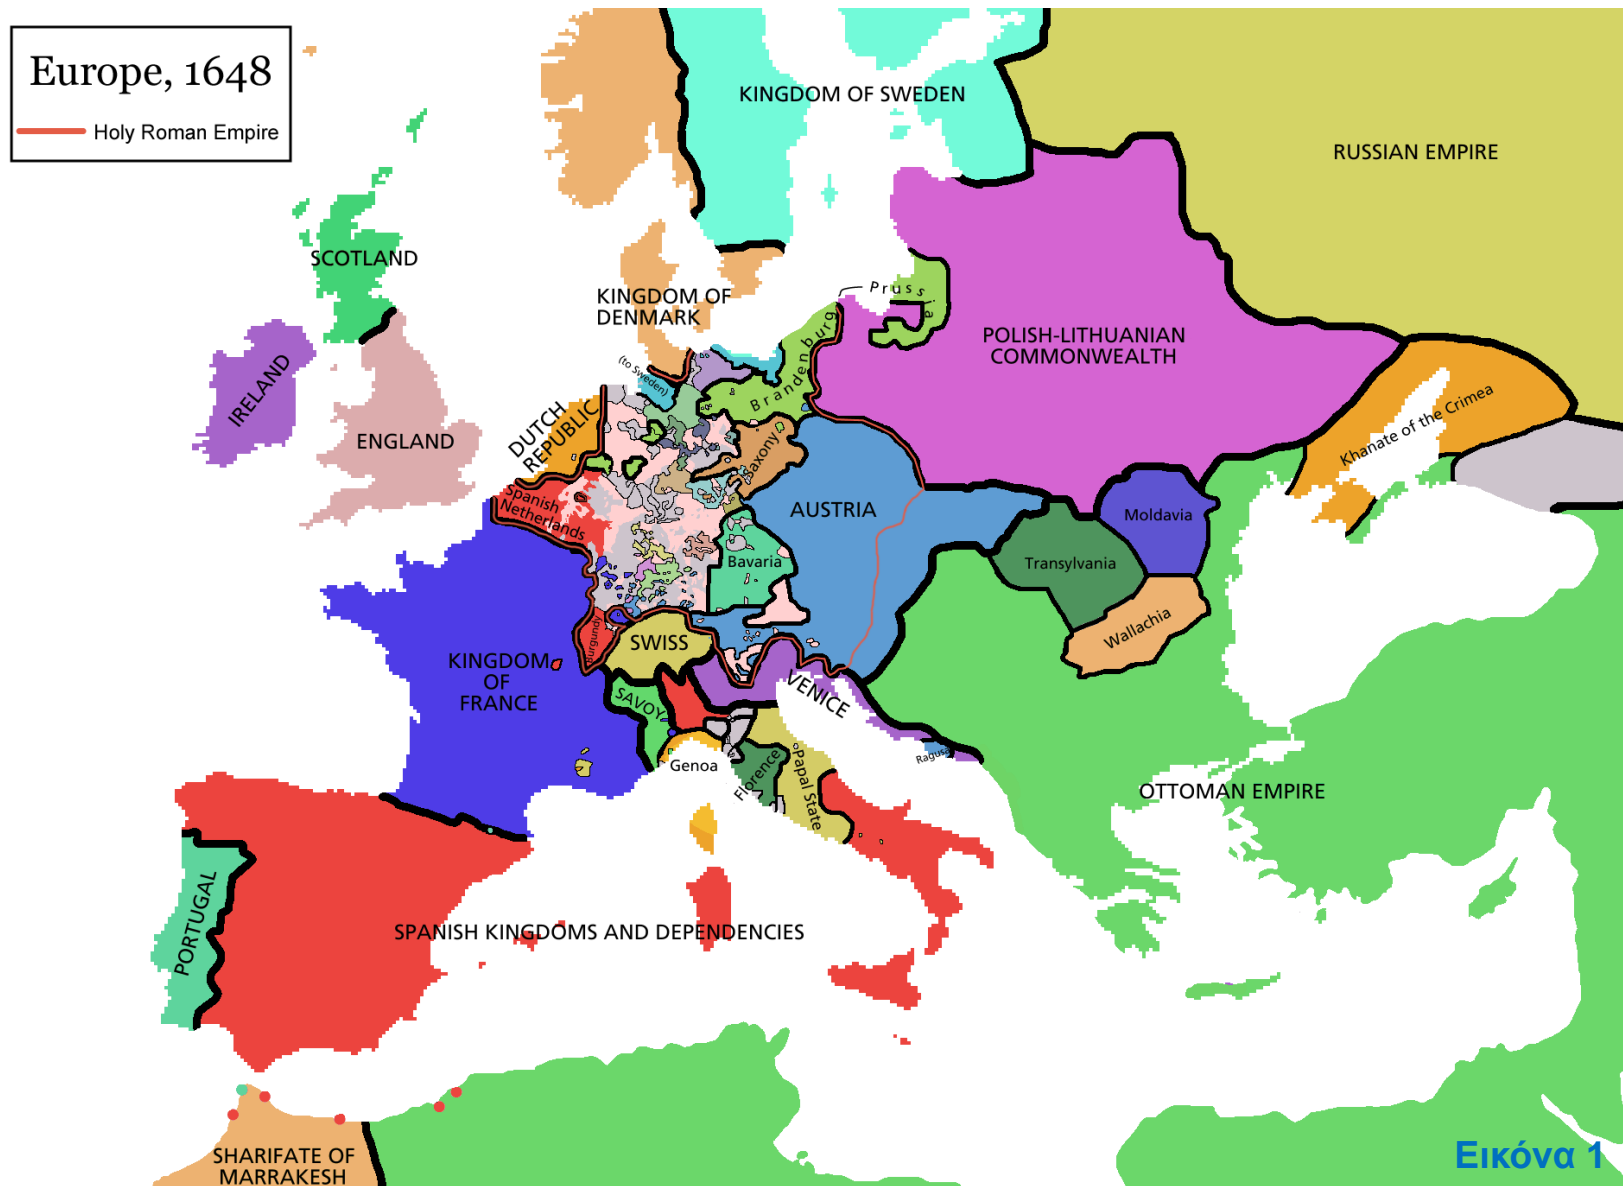 Europe, 1648
Holy Roman Empire
KINGDOM OF SWEDEN
RUSSIAN EMPIRE
SCOTLAND
KINGDOM OF
DENMARK
Prussia
POLISH-LITHUANIAN
COMMONWEALTH
IRELAND
ENGLAND
(to Sweden)
Brandenburg
DUTCH
REPUBLIC
Khanate of the Crimea
Saxony
Spanish
Netherlands
AUSTRIA
Moldavia
Bavaria
Transylvania
Wallachia
Burgundy
SWISS
KINGDOM
OF
FRANCE
SAVOY
VENICE
Ragusa
Genoa
Florence
Papal State
OTTOMAN EMPIRE
PORTUGAL
SPANISH KINGDOMS AND DEPENDENCIES
SHARIFATE OF
MARRAKESH
Εικόνα 1